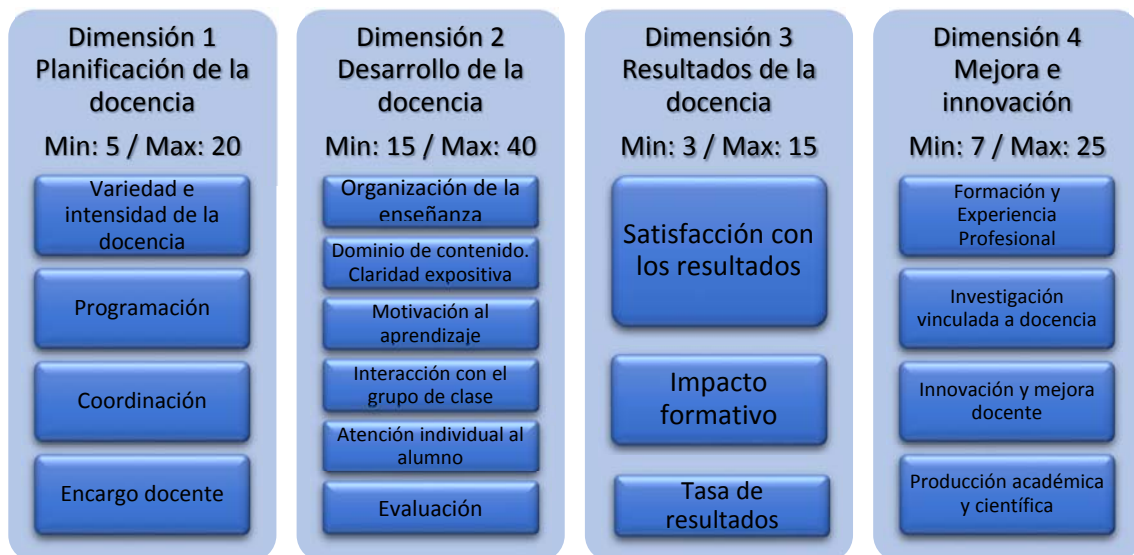 Dimensión 1
Planificación de la
docencia
Min: 5 / Max: 20
Variedad e
intensidad de la
docencia
Programación
Coordinación
Encargo docente
Dimensión 2
Desarrollo de la
docencia
Min: 15 / Max: 40
Organización de la
enseñanza
Dominio de contenido.
Claridad expositiva
Motivación al
aprendizaje
Interacción con el
grupo de clase
Atención individual al
alumno
Evaluación
Dimensión 3
Resultados de la
docencia
Min: 3 / Max: 15
Satisfacción con
los resultados
Impacto
formativo
Tasa de
resultados
Dimensión 4
Mejora e
innovación
Min: 7 / Max: 25
Formación y
Experiencia
Profesional
Investigación
vinculada a docencia
Innovación y mejora
docente
Producción académica
y científica